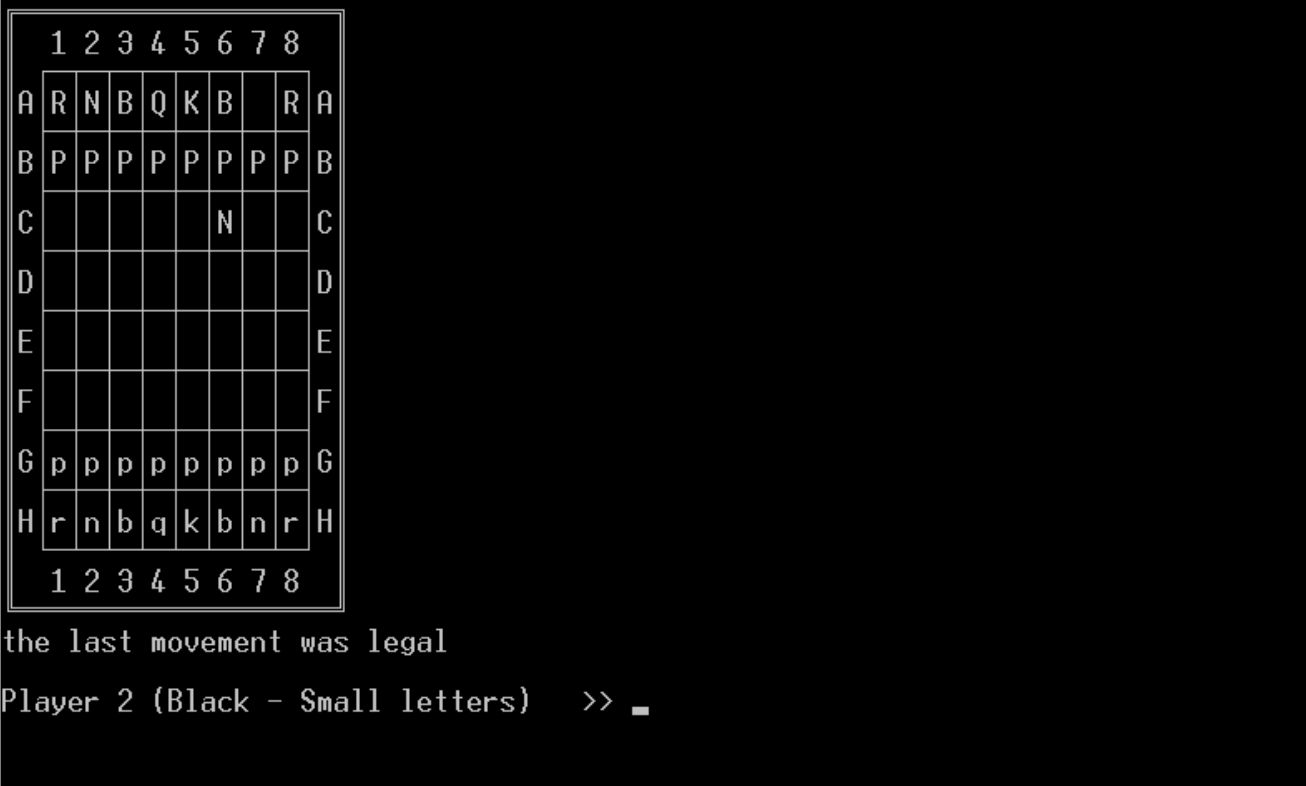 1 2 3 4 5 6 7 8
A R N B Q K B R A
B P P P P P P P P B
C N C
D D
E E
F F
G p p p p p p p p G
H r n b q k b n r H
1 2 3 4 5 6 7 8
the last movement was legal
Player 2 (Black - Small letters) >>